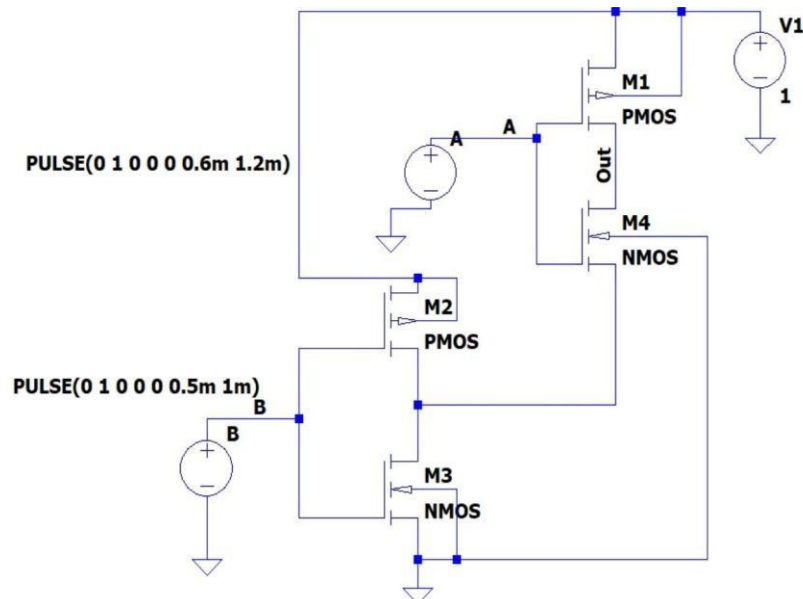 V1
M1
1
PMOS
A
A
PULSE(0 1 0 0 0 0.6m 1.2m)
Out
M4
NMOS
M2
PMOS
PULSE(0 1 0 0 0 0.5m 1m)
B
B
M3
NMOS